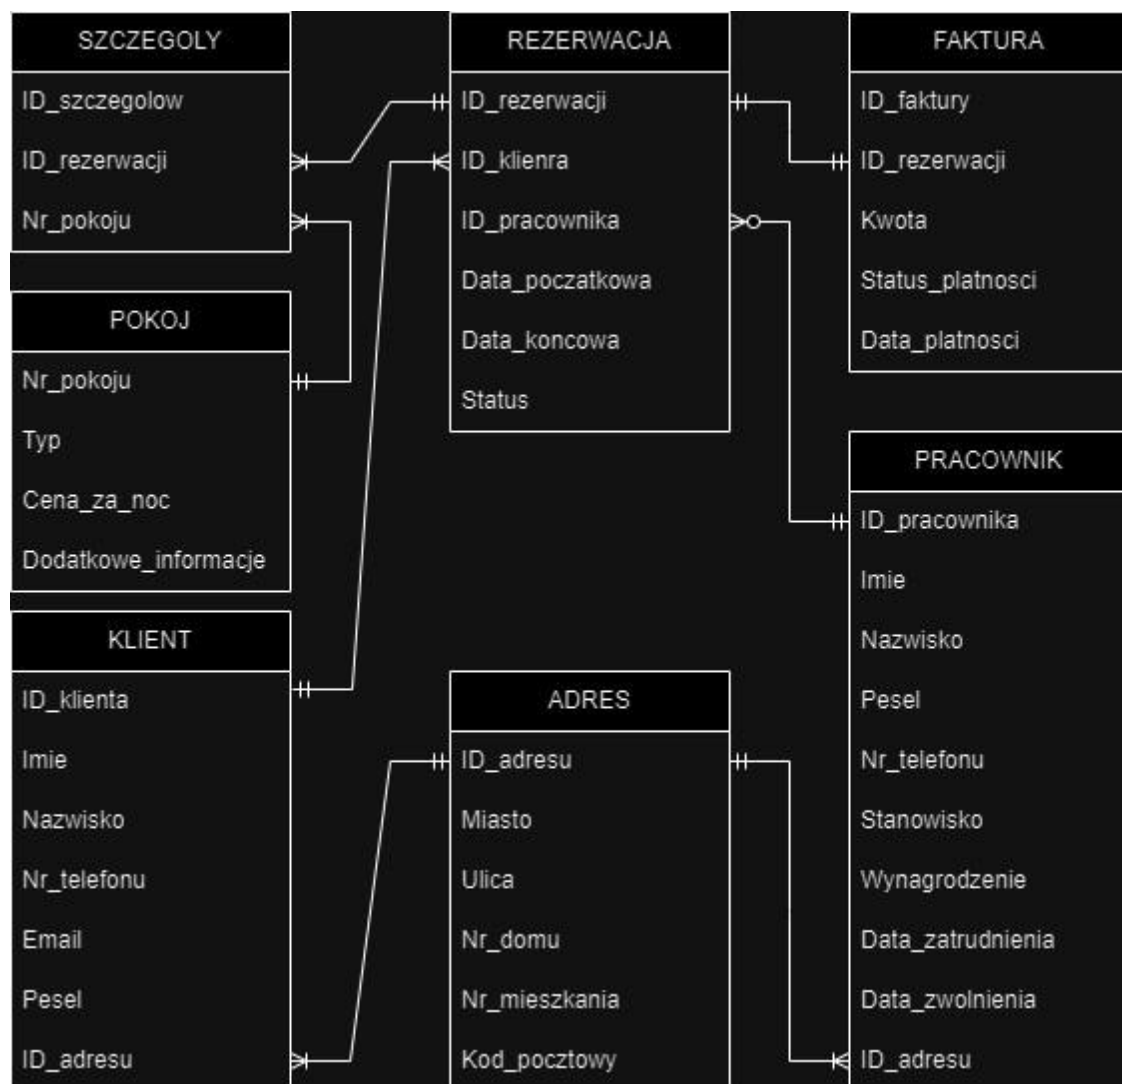 SZCZEGOLY
ID_szczegolow
ID_rezerwacji
Nr_pokoju
POKOJ
Nr_pokoju
Typ
Cena_za_noc
Dodatkowe_informacje
KLIENT
ID_klienta
Imie
Nazwisko
Nr_telefonu
Email
Pesel
ID_adresu
REZERWACJA
ID_rezerwacji
ID_klienra
ID_pracownika
Data_poczatkowa
Data_koncowa
Status
ADRES
ID_adresu
Miasto
Ulica
Nr_domu
Nr_mieszkania
Kod_pocztowy
FAKTURA
ID_faktury
ID_rezerwacji
Kwota
Status_platnosci
Data_platnosci
PRACOWNIK
ID_pracownika
Imie
Nazwisko
Pesel
Nr_telefonu
Stanowisko
Wynagrodzenie
Data_zatrudnienia
Data_zwolnienia
ID_adresu